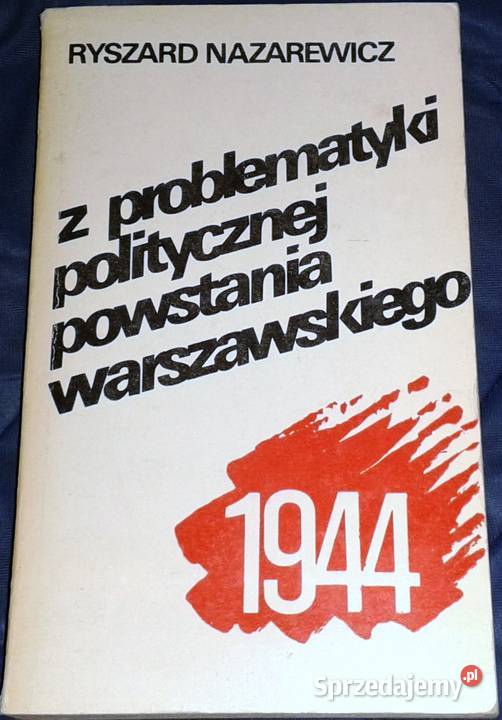 RYSZARD NAZAREWICZ
z problematyki
politycznej
powstania
warszawskiego
1944
Sprzedajemy.pl